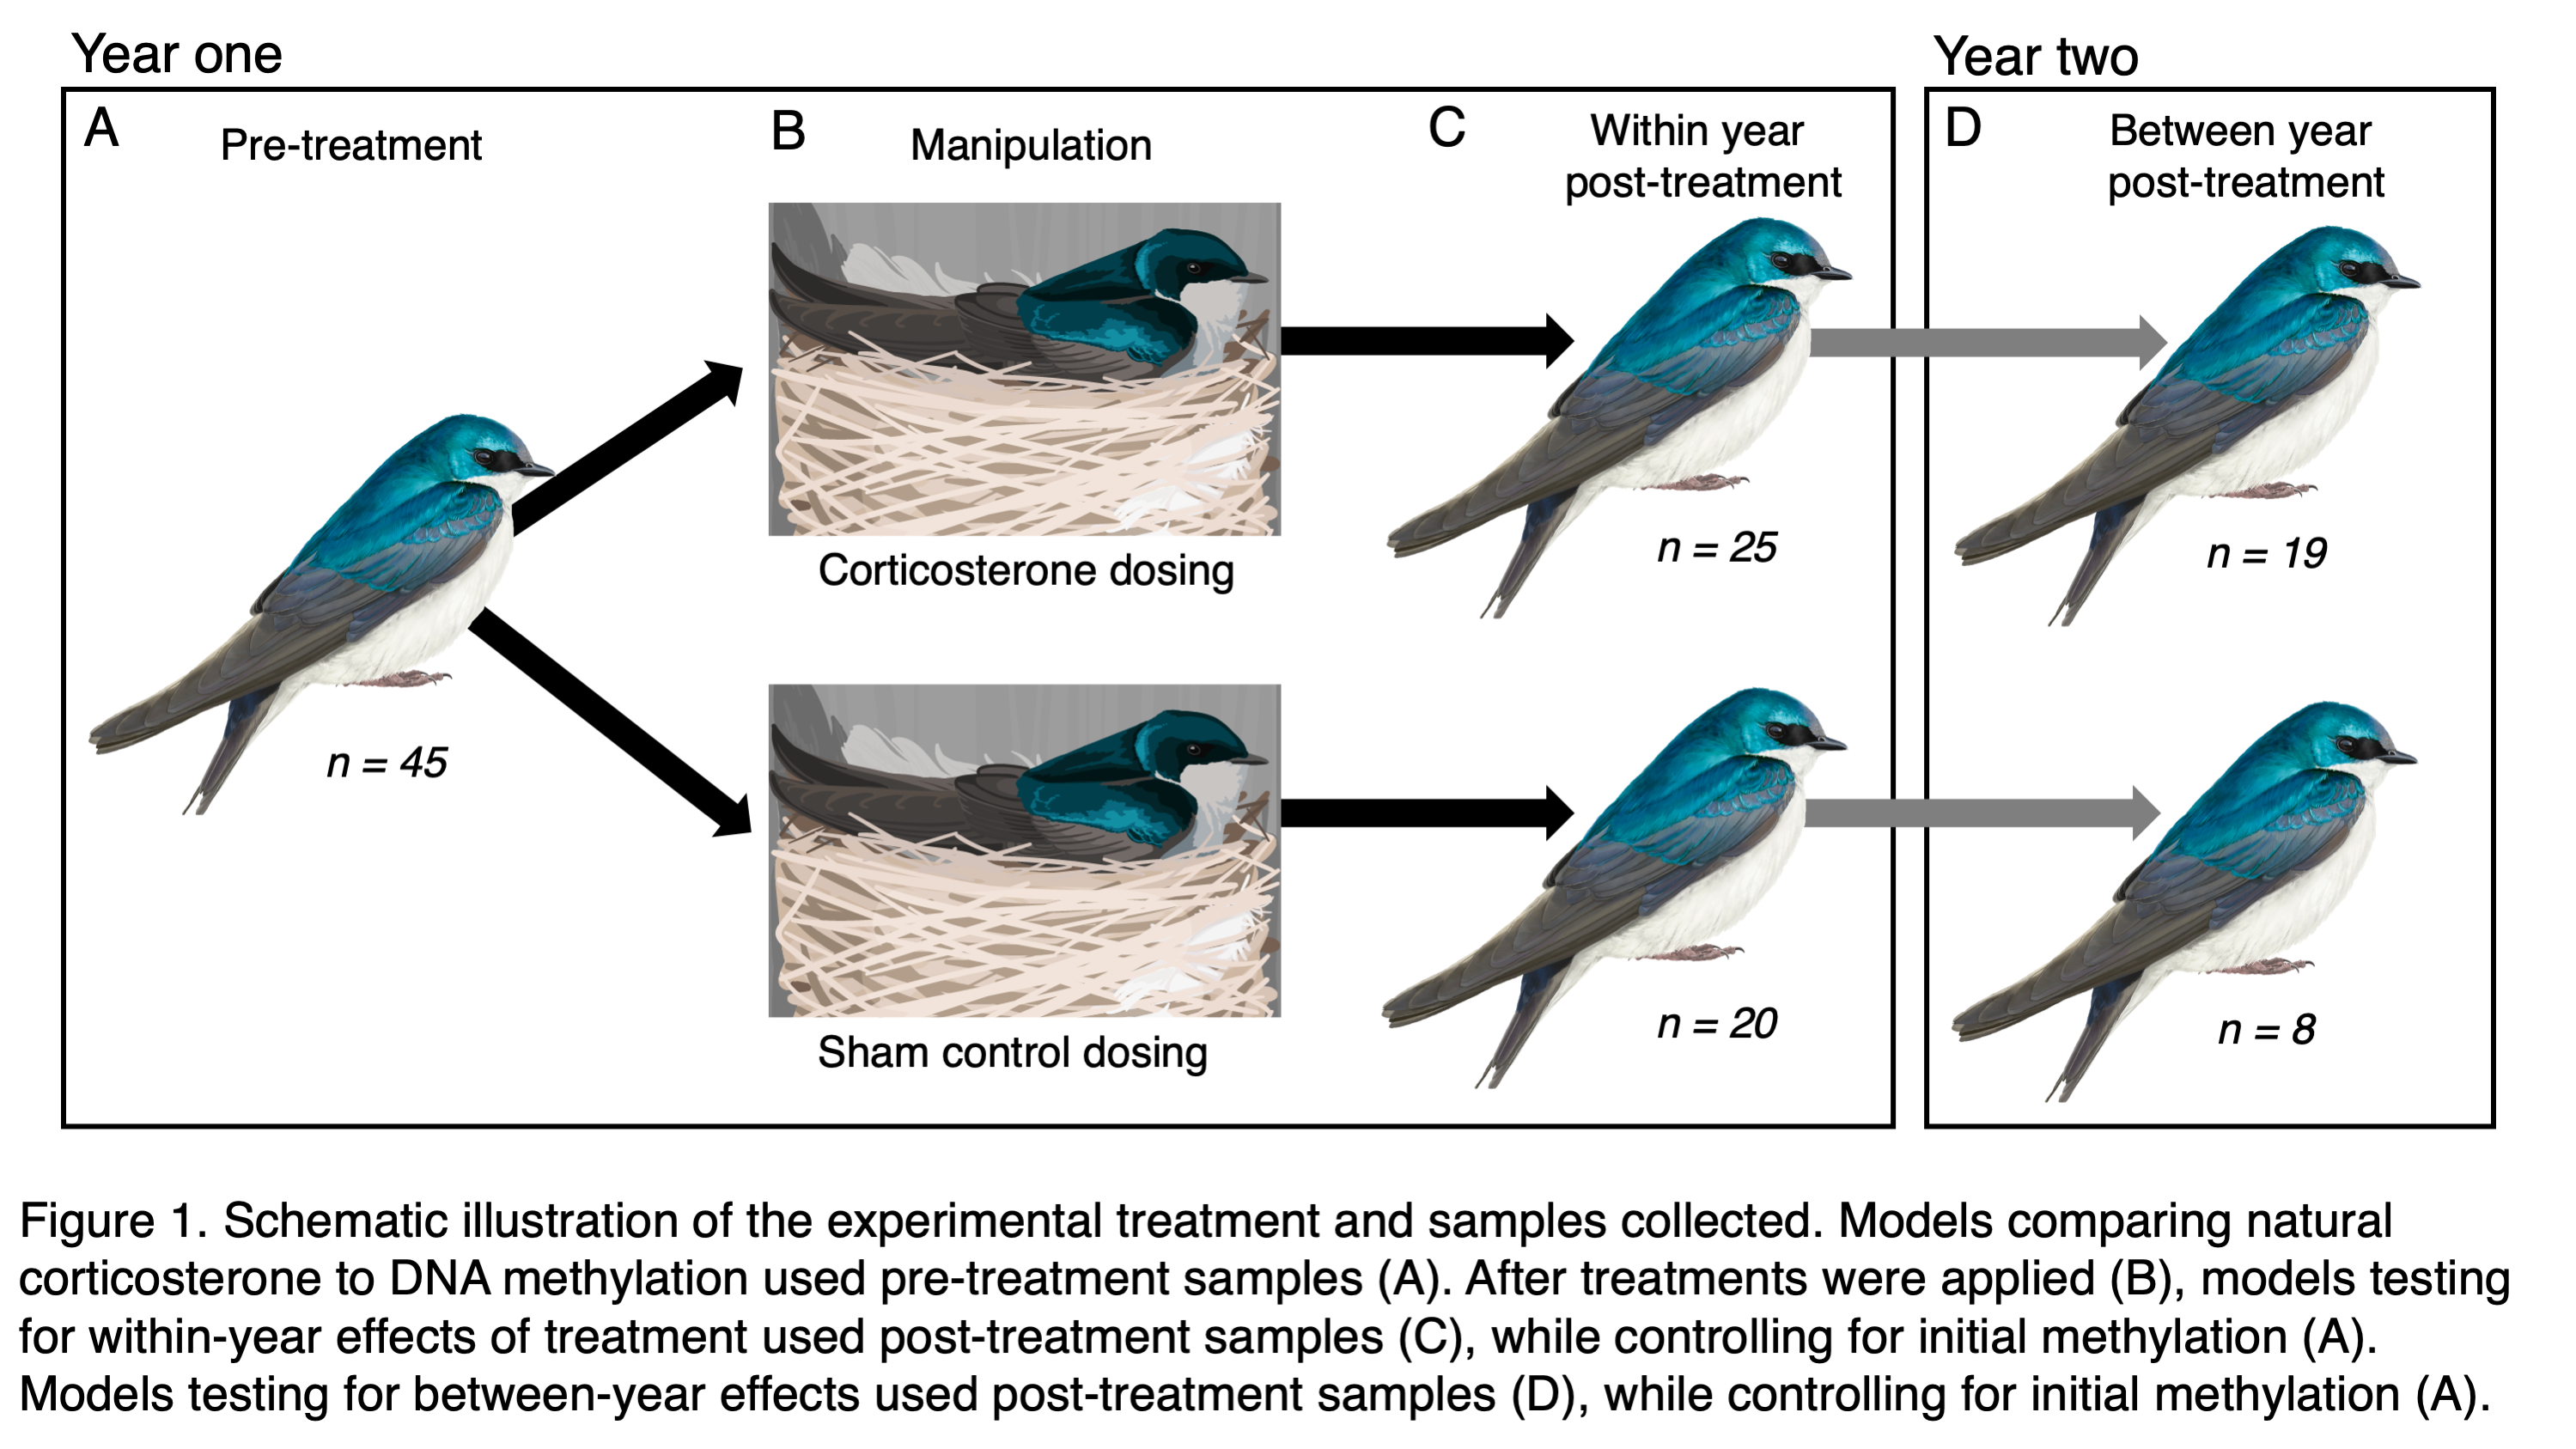 Year one
Year two
A
Pre-treatment
B
Manipulation
C
Within year
post-treatment
D
Between year
post-treatment
Corticosterone dosing
n = 25
n = 19
n = 45
Sham control dosing
n = 20
n = 8
Figure 1. Schematic illustration of the experimental treatment and samples collected. Models comparing natural
corticosterone to DNA methylation used pre-treatment samples (A). After treatments were applied (B), models testing
for within-year effects of treatment used post-treatment samples (C), while controlling for initial methylation (A).
Models testing for between-year effects used post-treatment samples (D), while controlling for initial methylation (A).